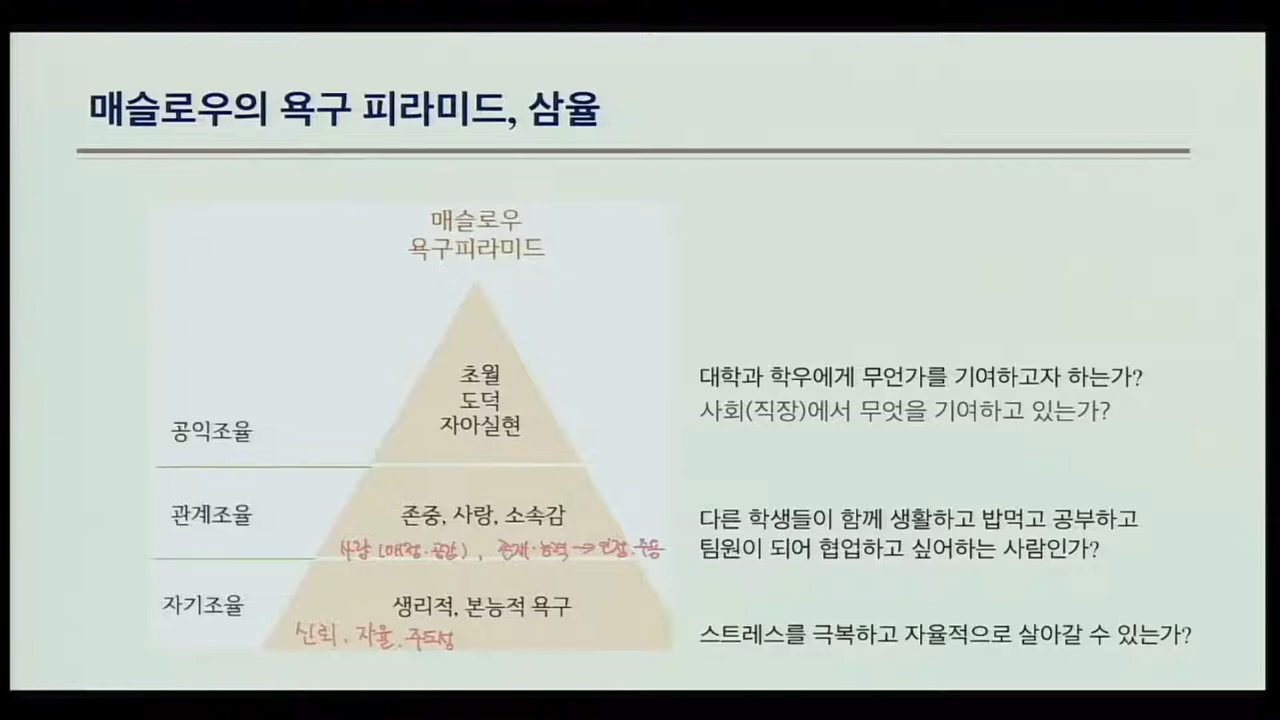 매슬로우의 욕구 피라미드, 삼율
매슬로우
욕구피라미드
초월
도덕
자아실현
공익조율
대학과 학우에게 무언가를 기여하고자 하는가?
사회(직장)에서 무엇을 기여하고 있는가?
관계조율
존중, 사랑, 소속감
사랑 (애정·공감), 존재·능력 → 인정·수용
다른 학생들이 함께 생활하고 밥먹고 공부하고
팀원이 되어 협업하고 싶어하는 사람인가?
자기조율
생리적, 본능적 욕구
신뢰, 자율, 주도성
스트레스를 극복하고 자율적으로 살아갈 수 있는가?